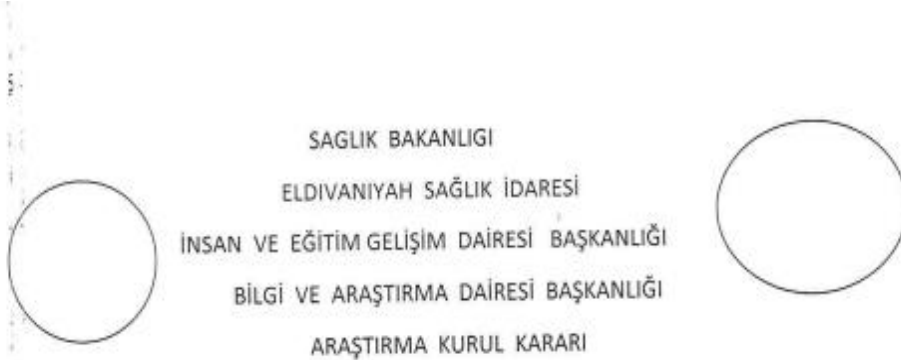 SAGLIK BAKANLIGI
ELDIVANIYAH SAĞLIK İDARESİ
İNSAN VE EĞİTİM GELİŞİM DAİRESİ BAŞKANLIĞI
BİLGİ VE ARAŞTIRMA DAİRESİ BAŞKANLIĞI
ARAŞTIRMA KURUL KARARI